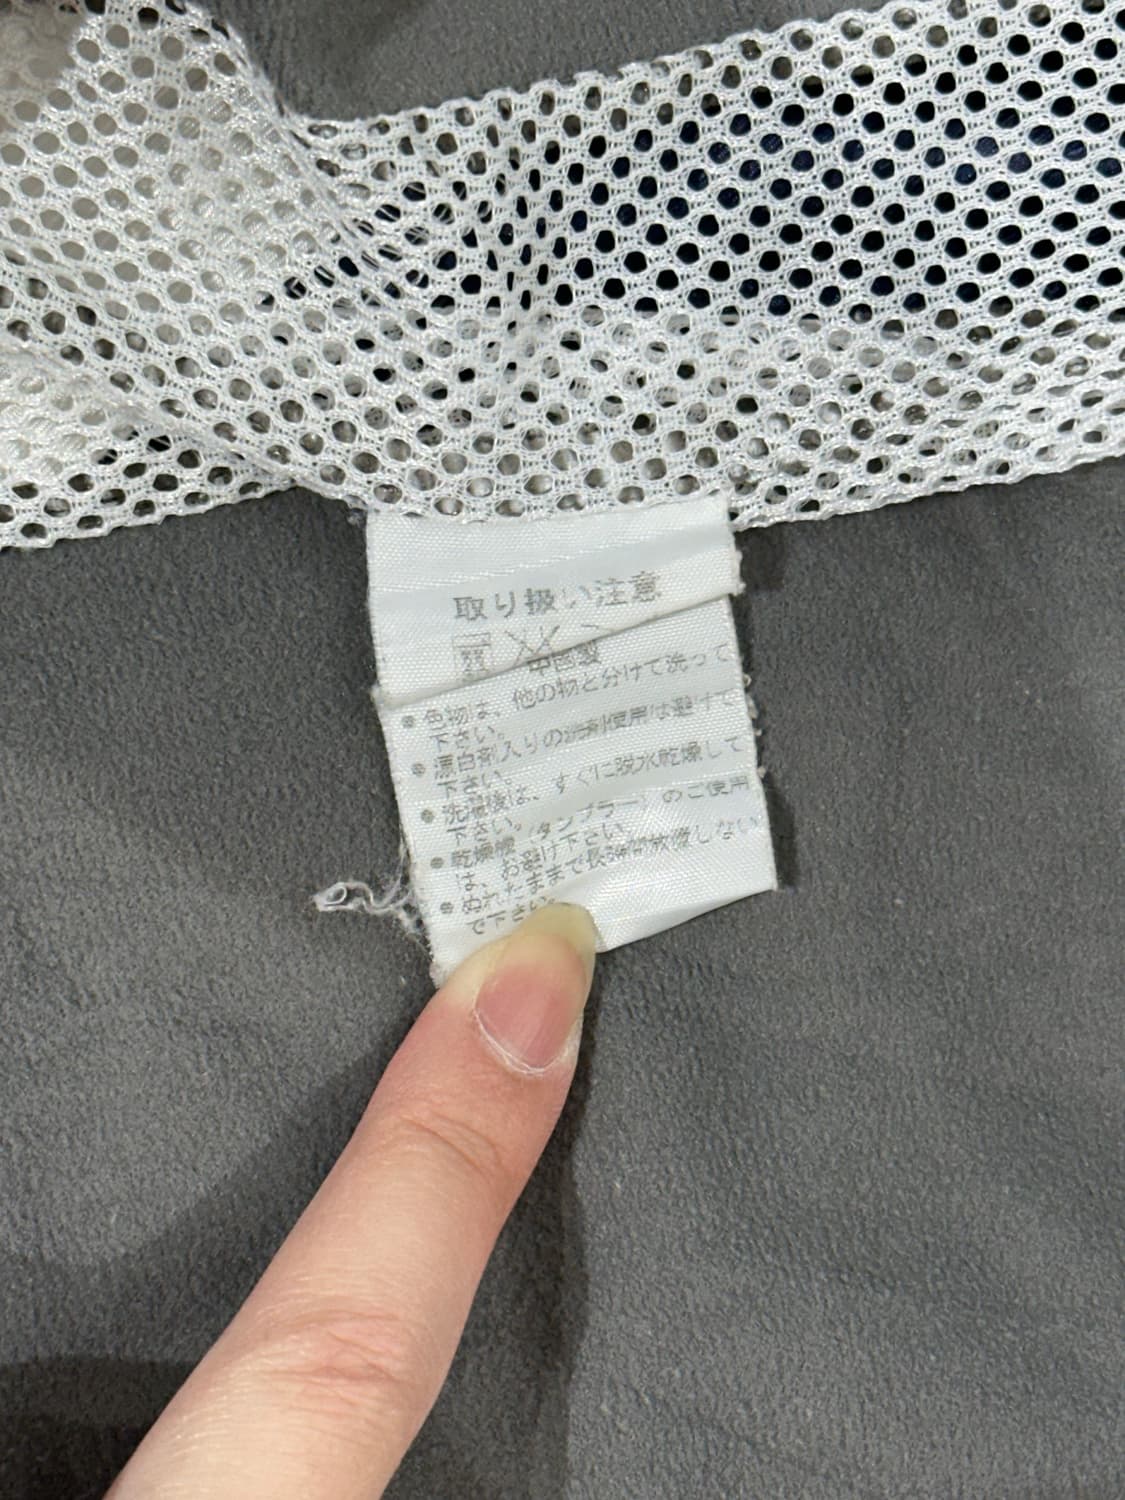 取り扱い注意
中国製
● 色物は、他の物と分けて洗って
下さい。
● 漂白剤入りの洗剤使用は避けて
下さい。
● 洗濯後は、すぐに脱水乾燥して
下さい。
● 乾燥機（タンブラー）のご使用
は、お避け下さい。
● ぬれたままで長時間放置しない
で下さい。